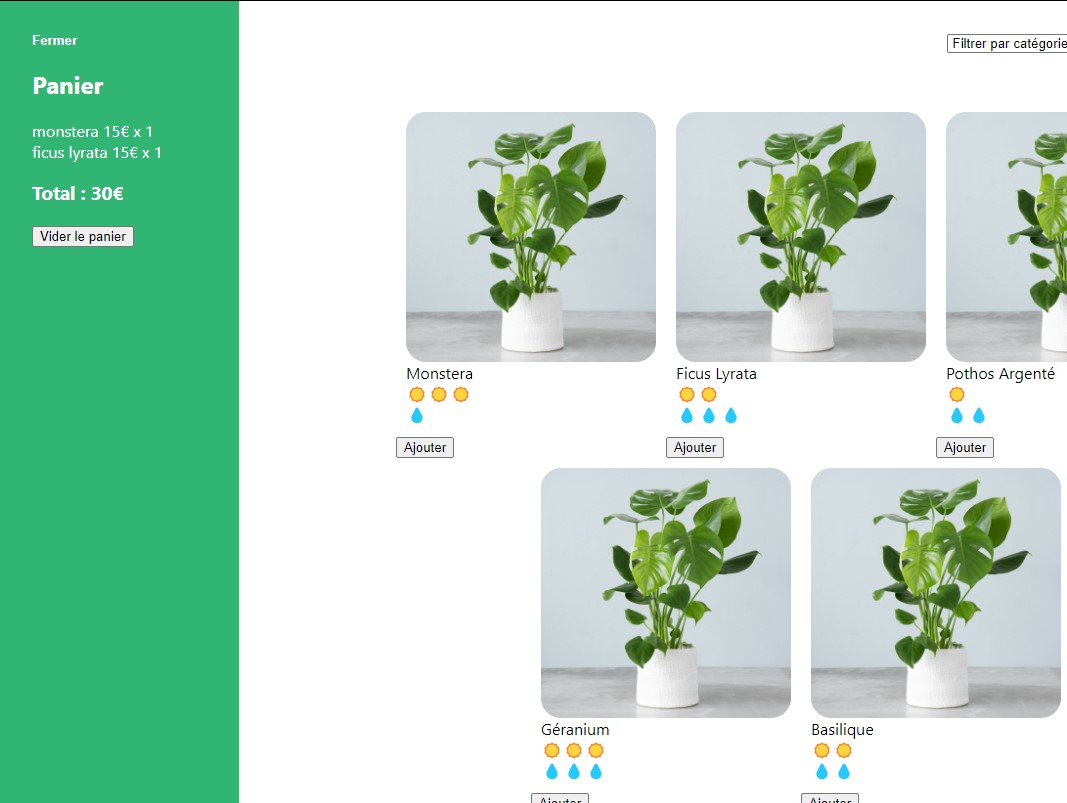 Fermer
Filtrer par catégorie
Panier
monstera 15€ x 1
ficus lyrata 15€ x 1
Total : 30€
Vider le panier
Monstera
Ficus Lyrata
Pothos Argenté
Ajouter
Ajouter
Ajouter
Géranium
Basilique
Ajouter
Ajouter